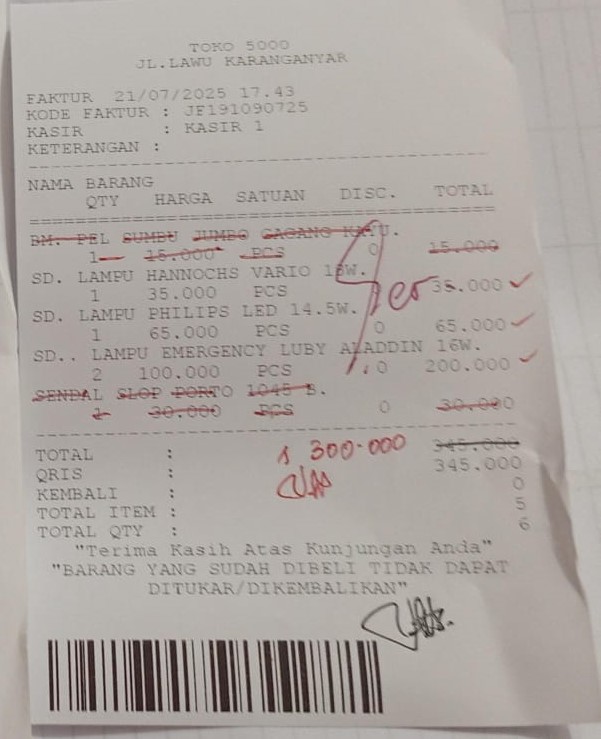 TOKO 5000
JL.LAWU KARANGANYAR
FAKTUR 21/07/2025 17.43
KODE FAKTUR : JF191090725
KASIR : KASIR 1
KETERANGAN :
NAMA BARANG
QTY HARGA SATUAN DISC. TOTAL
BM. PEL SUMBU JUMBO GAGANG KAYU.
1 15.000 PCS 0 15.000
SD. LAMPU HANNOCHS VARIO 18W.
1 35.000 PCS 35.000
SD. LAMPU PHILIPS LED 14.5W.
1 65.000 PCS 0 65.000
SD.. LAMPU EMERGENCY LUBY ALADDIN 16W.
2 100.000 PCS 0 200.000
SENDAL SLOP PORTO 1045 B.
1 30.000 PCS 0 30.000
TOTAL : 300.000 345.000
QRIS : 345.000
KEMBALI : 0
TOTAL ITEM : 5
TOTAL QTY : 6
"Terima Kasih Atas Kunjungan Anda"
"BARANG YANG SUDAH DIBELI TIDAK DAPAT
DITUKAR/DIKEMBALIKAN"